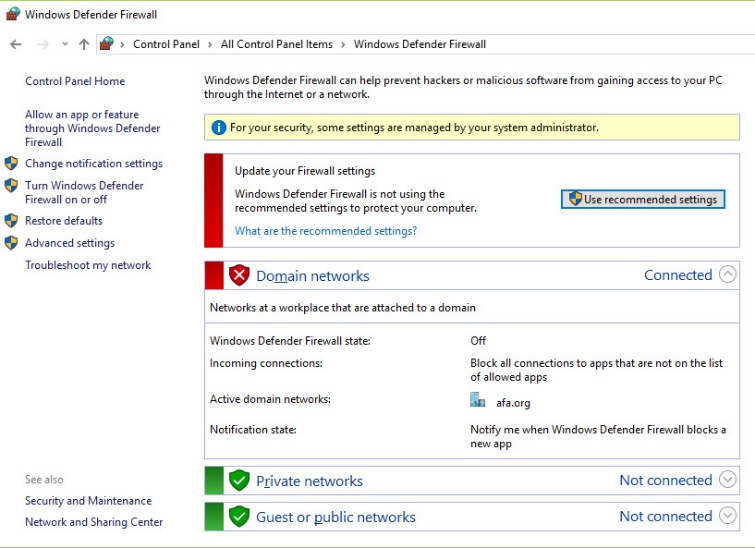 Windows Defender Firewall
Control Panel > All Control Panel Items > Windows Defender Firewall
Control Panel Home
Allow an app or feature
through Windows Defender
Firewall
Change notification settings
Turn Windows Defender
Firewall on or off
Restore defaults
Advanced settings
Troubleshoot my network
Windows Defender Firewall can help prevent hackers or malicious software from gaining access to your PC
through the Internet or a network.
For your security, some settings are managed by your system administrator.
Update your Firewall settings
Windows Defender Firewall is not using the
recommended settings to protect your computer.
Use recommended settings
What are the recommended settings?
Domain networks Connected
Networks at a workplace that are attached to a domain
Windows Defender Firewall state: Off
Incoming connections: Block all connections to apps that are not on the list
of allowed apps
Active domain networks: afa.org
Notification state: Notify me when Windows Defender Firewall blocks a
new app
Private networks Not connected
Guest or public networks Not connected
See also
Security and Maintenance
Network and Sharing Center